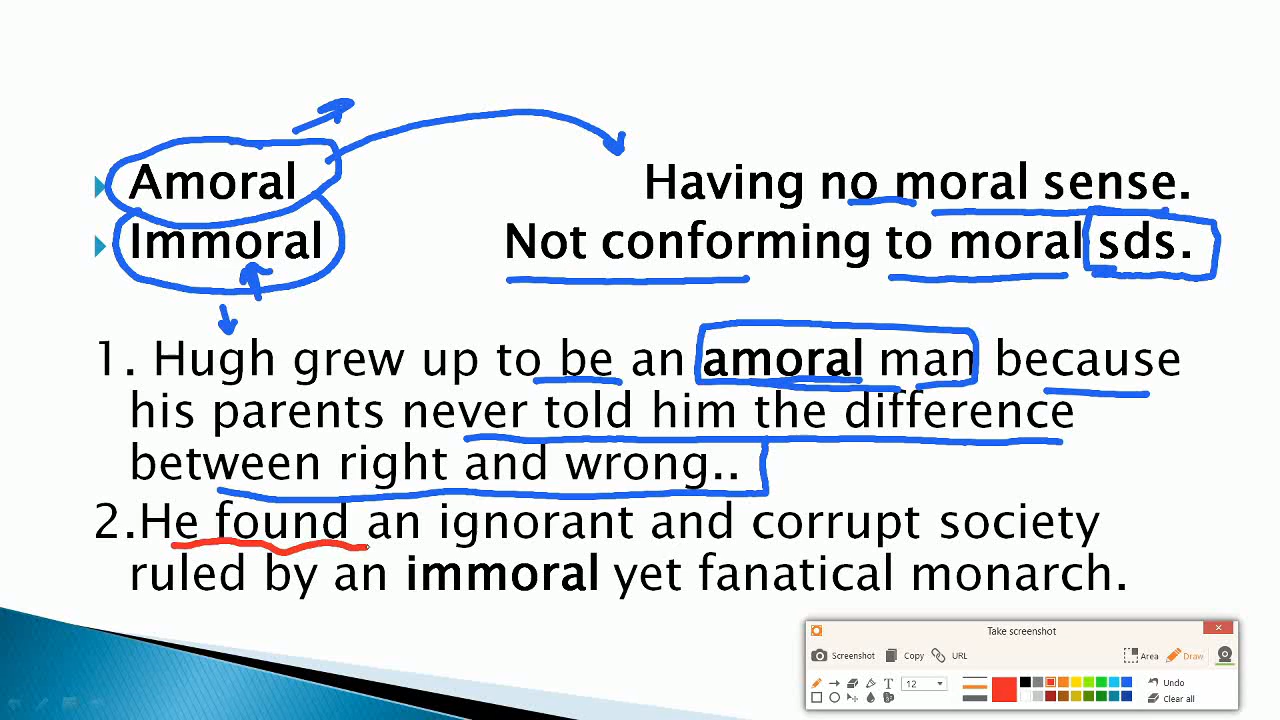 Amoral Having no moral sense.
Immoral Not conforming to moral sds.
1. Hugh grew up to be an amoral man because
his parents never told him the difference
between right and wrong..
2.He found an ignorant and corrupt society
ruled by an immoral yet fanatical monarch.
Take screenshot
Screenshot Copy URL Area Draw
T 12 Undo
Clear all